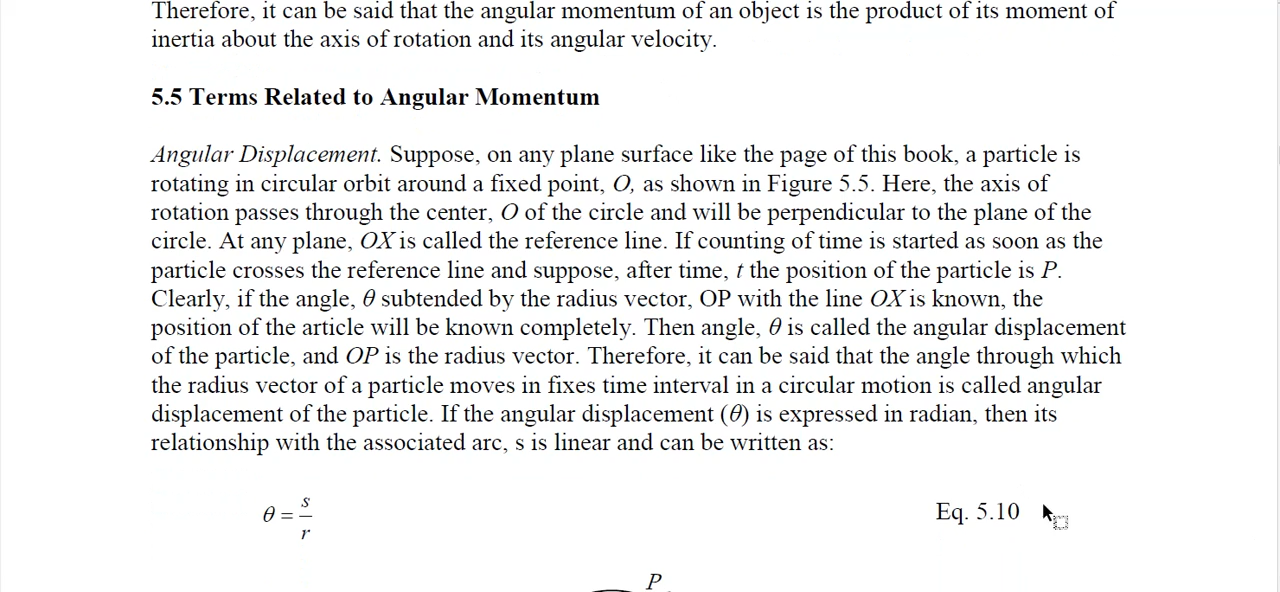 Therefore, it can be said that the angular momentum of an object is the product of its moment of
inertia about the axis of rotation and its angular velocity.
5.5 Terms Related to Angular Momentum
Angular Displacement. Suppose, on any plane surface like the page of this book, a particle is
rotating in circular orbit around a fixed point, O, as shown in Figure 5.5. Here, the axis of
rotation passes through the center, O of the circle and will be perpendicular to the plane of the
circle. At any plane, OX is called the reference line. If counting of time is started as soon as the
particle crosses the reference line and suppose, after time, t the position of the particle is P.
Clearly, if the angle, θ subtended by the radius vector, OP with the line OX is known, the
position of the article will be known completely. Then angle, θ is called the angular displacement
of the particle, and OP is the radius vector. Therefore, it can be said that the angle through which
the radius vector of a particle moves in fixes time interval in a circular motion is called angular
displacement of the particle. If the angular displacement (θ) is expressed in radian, then its
relationship with the associated arc, s is linear and can be written as:
θ = s/r Eq. 5.10
P